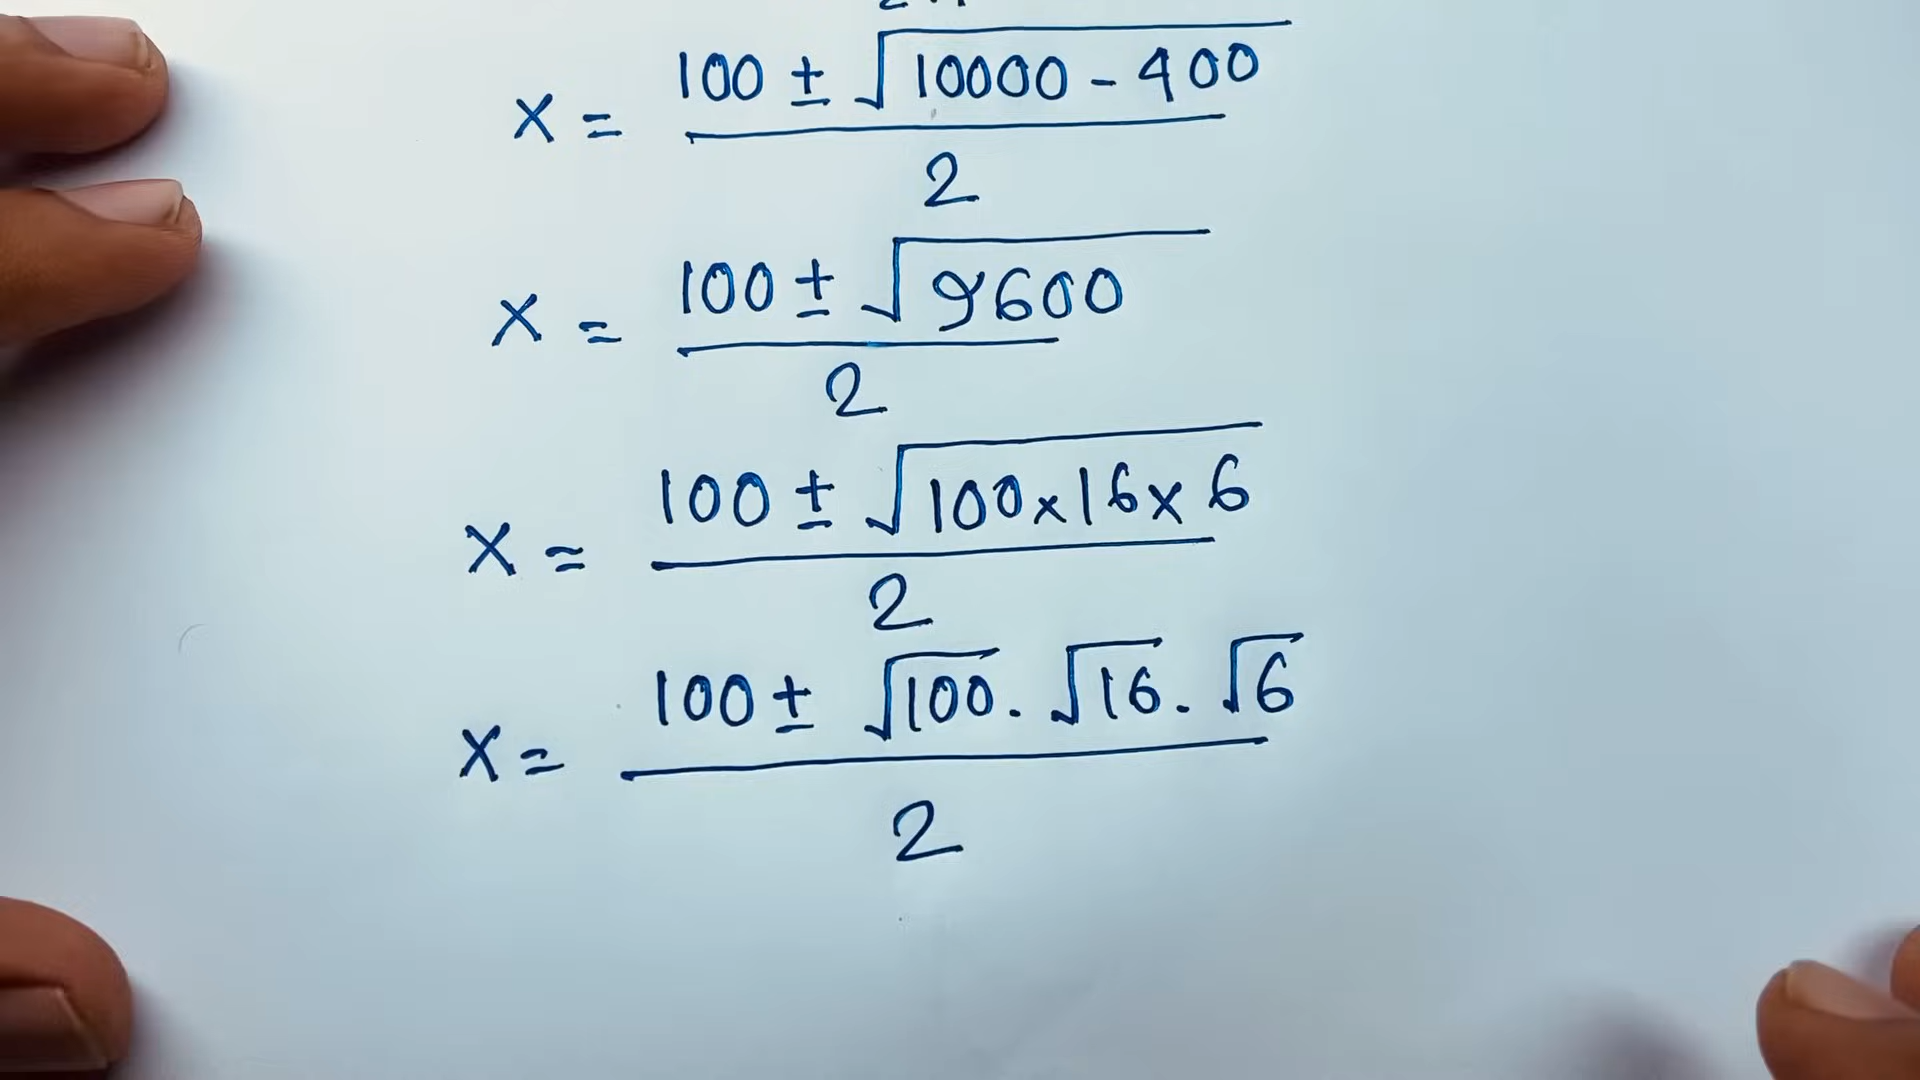 x = 100 ± √10000 - 400 / 2
x = 100 ± √9600 / 2
x = 100 ± √100x16x6 / 2
x = 100 ± √100 . √16 . √6 / 2